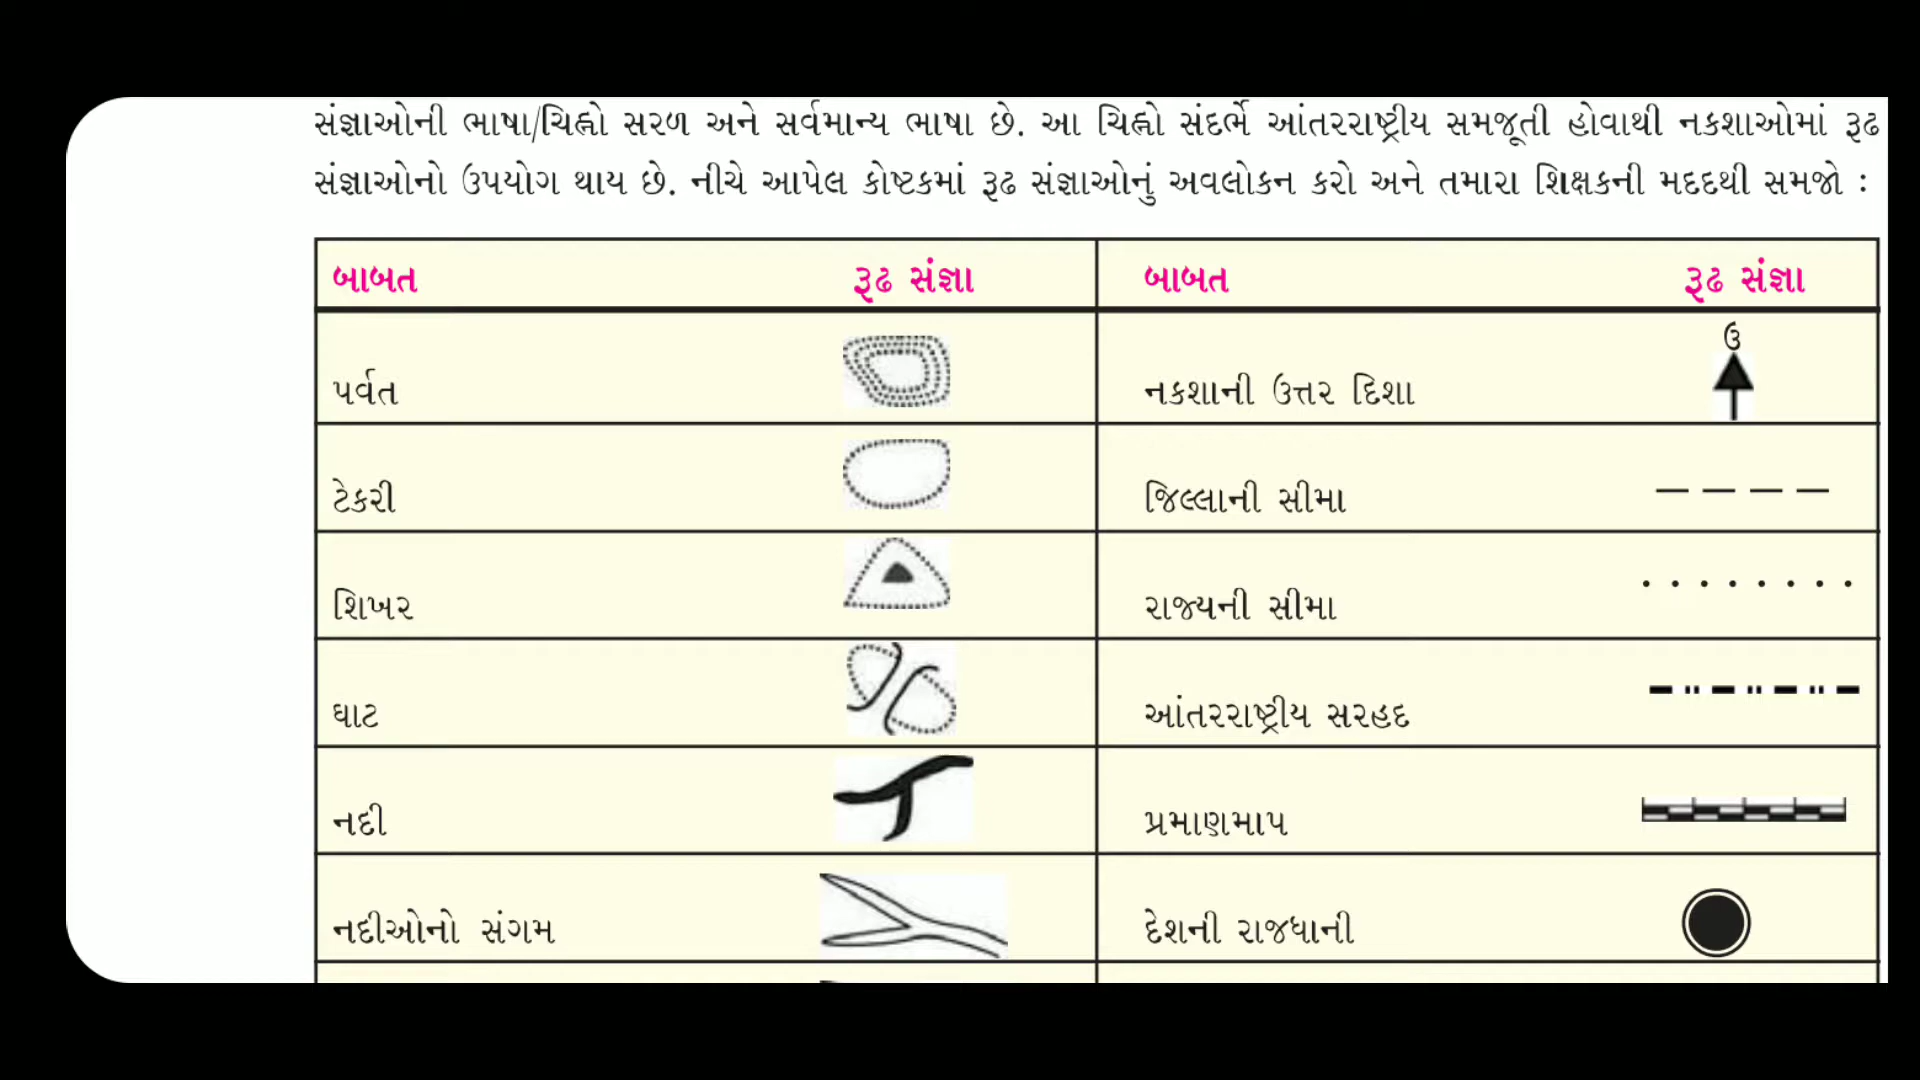 સંજ્ઞાઓની ભાષા/ચિહ્નો સરળ અને સર્વમાન્ય ભાષા છે. આ ચિહ્નો સંદર્ભે આંતરરાષ્ટ્રીય સમજૂતી હોવાથી નકશાઓમાં રૂઢ
સંજ્ઞાઓનો ઉપયોગ થાય છે. નીચે આપેલ કોષ્ટકમાં રૂઢ સંજ્ઞાઓનું અવલોકન કરો અને તમારા શિક્ષકની મદદથી સમજો :
બાબત રૂઢ સંજ્ઞા બાબત રૂઢ સંજ્ઞા
ઉ
પર્વત નકશાની ઉત્તર દિશા
ટેકરી જિલ્લાની સીમા
શિખર રાજ્યની સીમા
ઘાટ આંતરરાષ્ટ્રીય સરહદ
નદી પ્રમાણમાપ
નદીઓનો સંગમ દેશની રાજધાની